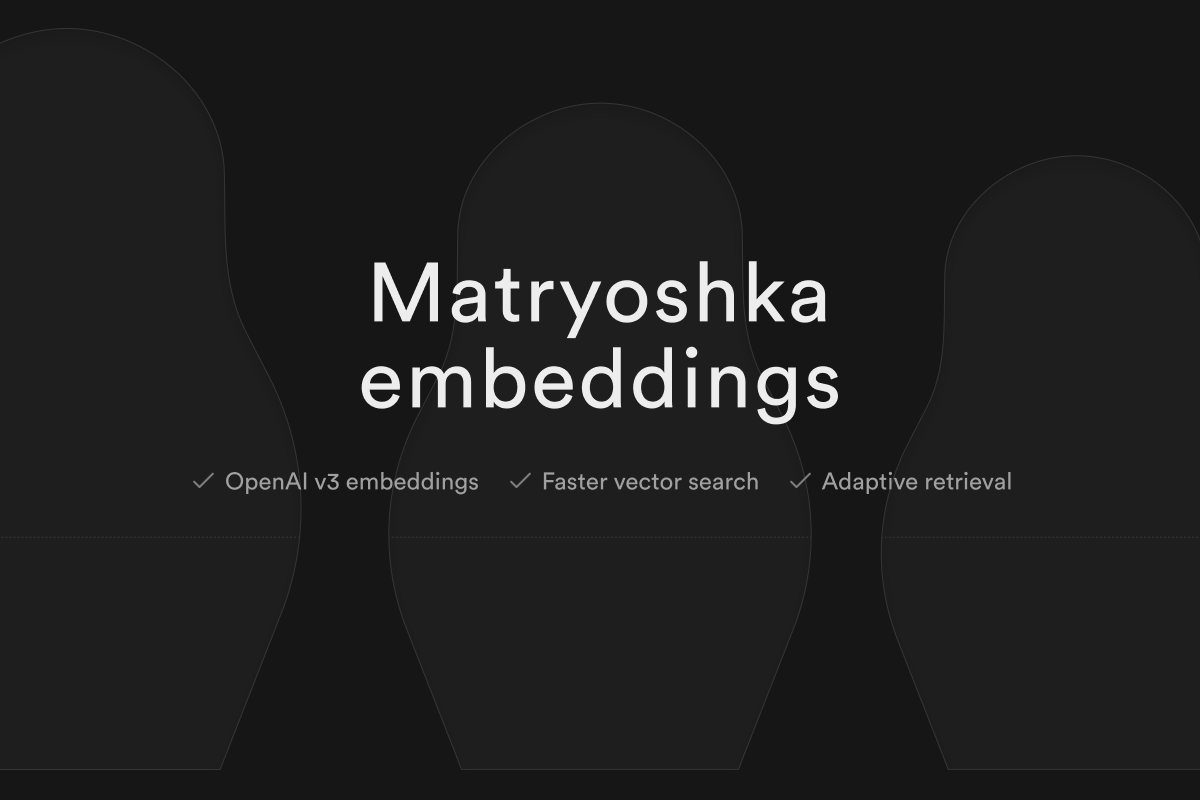 Matryoshka
embeddings
OpenAI v3 embeddings Faster vector search Adaptive retrieval